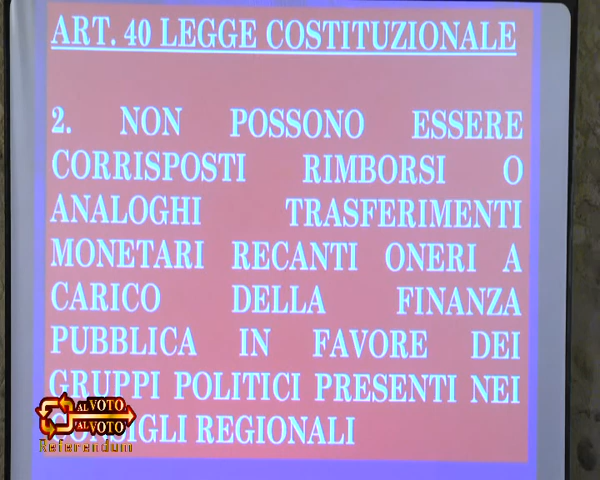 ART. 40 LEGGE COSTITUZIONALE
2. NON POSSONO ESSERE
CORRISPOSTI RIMBORSI O
ANALOGHI TRASFERIMENTI
MONETARI RECANTI ONERI A
CARICO DELLA FINANZA
PUBBLICA IN FAVORE DEI
GRUPPI POLITICI PRESENTI NEI
CONSIGLI REGIONALI
AL VOTO
AL VOTO
Referendum